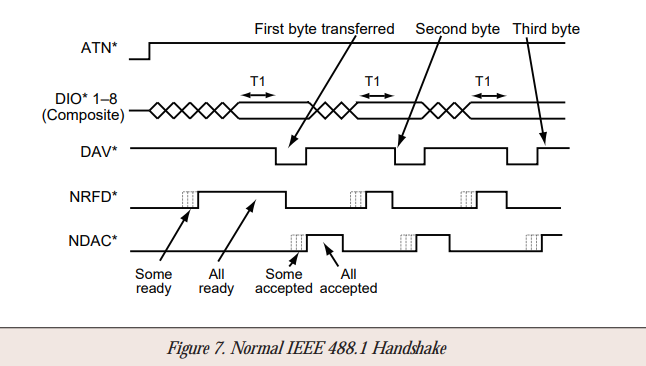 First byte transferred Second byte Third byte
ATN*
T1 T1 T1
DIO* 1–8
(Composite)
DAV*
NRFD*
NDAC*
Some All Some All
ready ready accepted accepted
Figure 7. Normal IEEE 488.1 Handshake